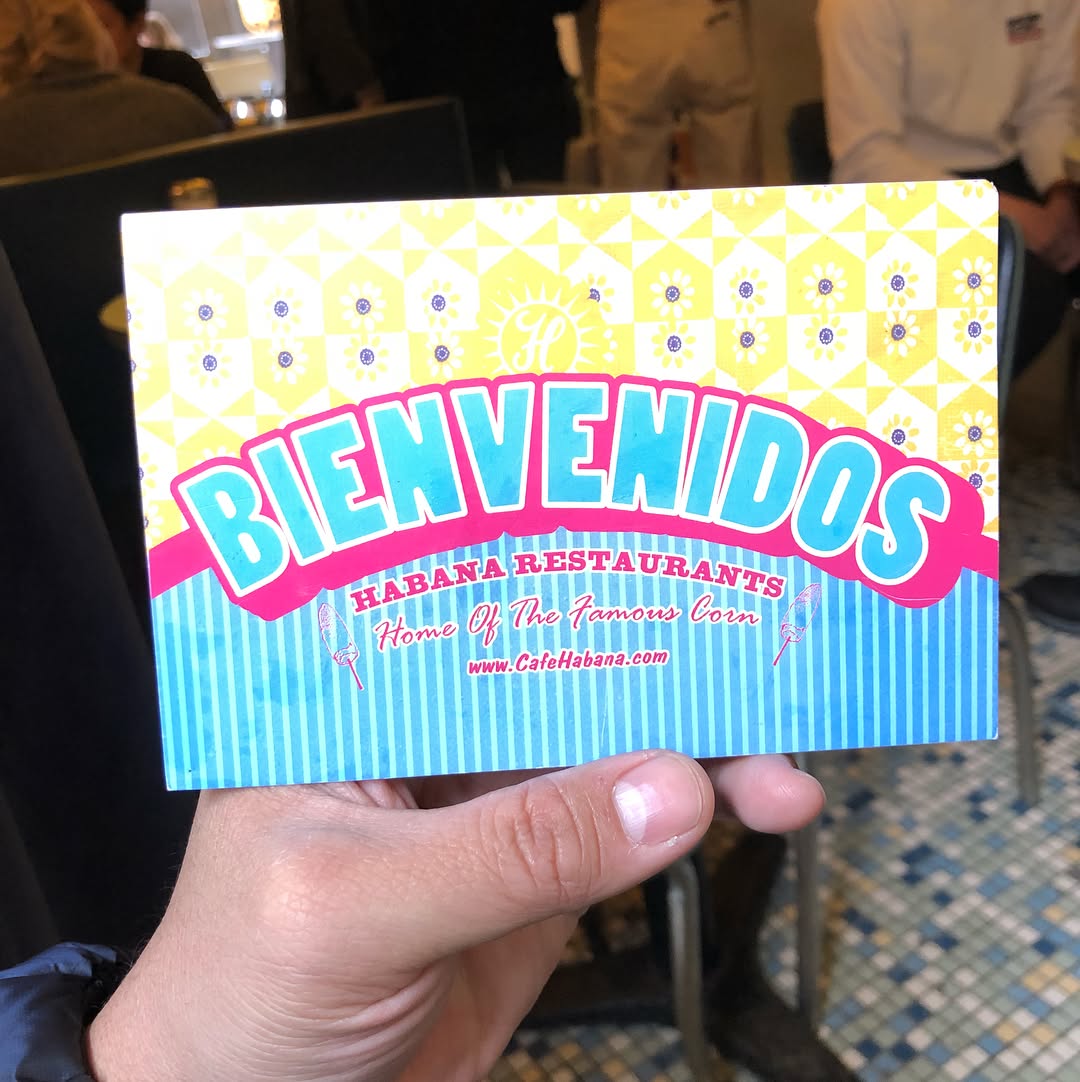 H
BIENVENIDOS
HABANA RESTAURANTS
Home Of The Famous Corn
www.CafeHabana.com